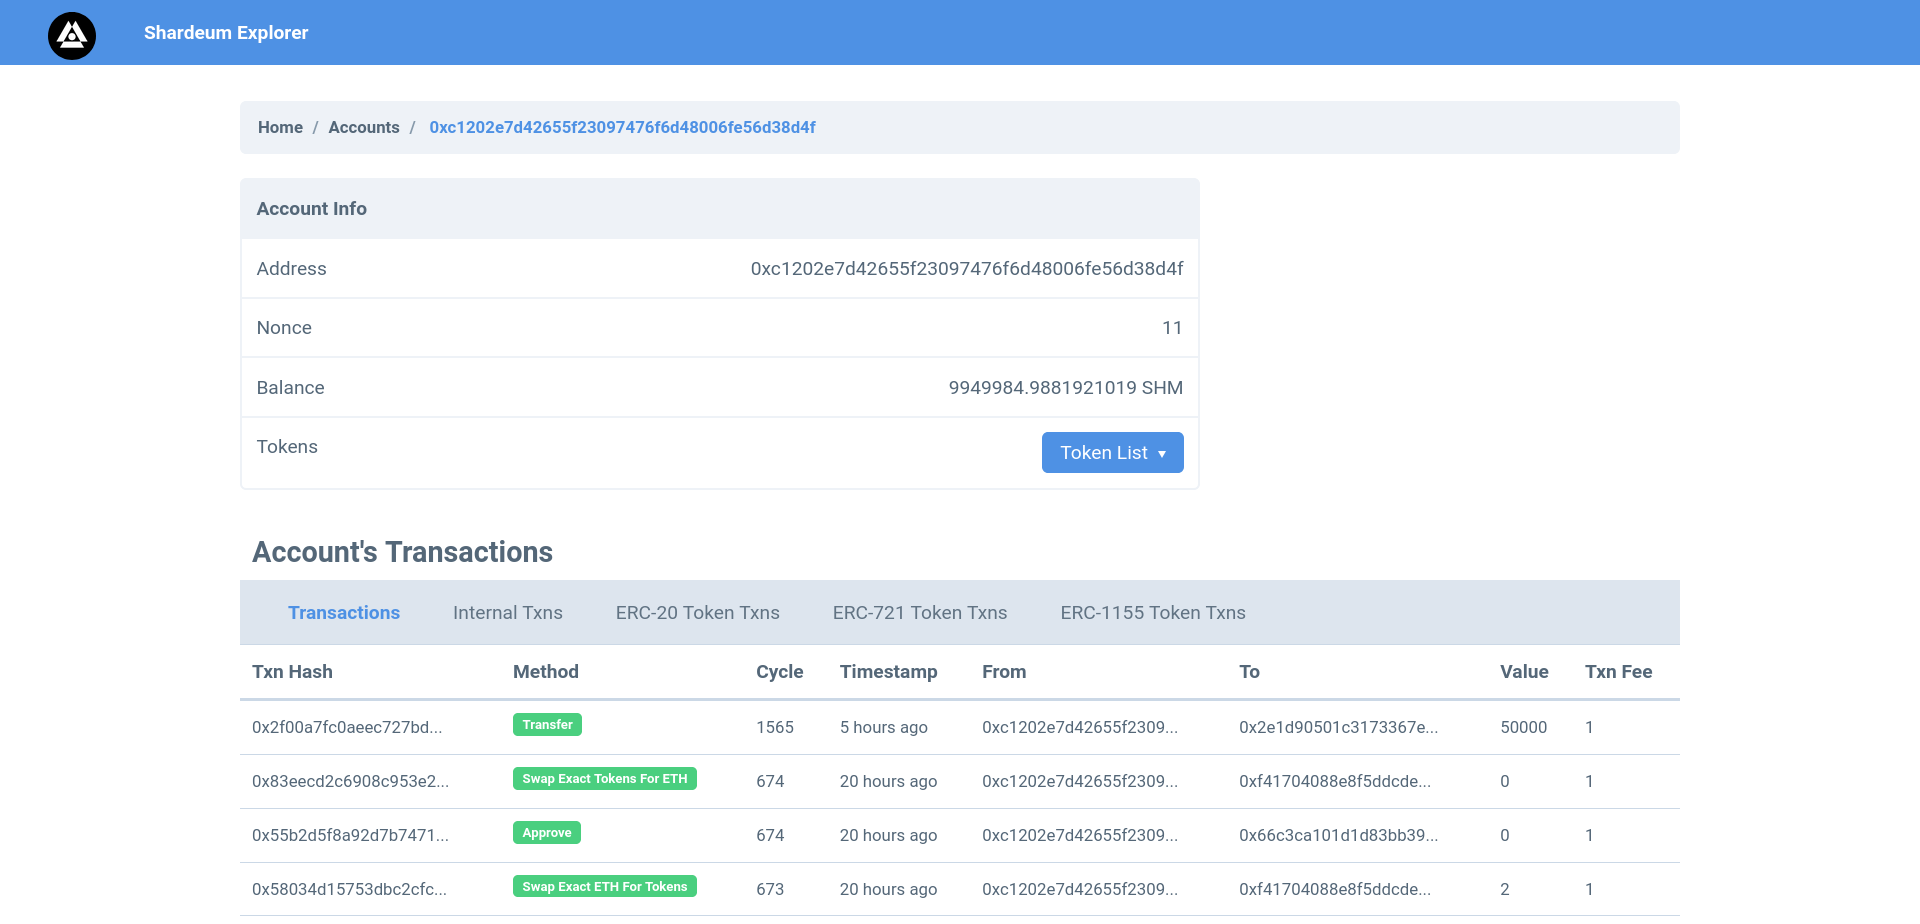 Shardeum Explorer
Home / Accounts / 0xc1202e7d42655f23097476f6d48006fe56d38d4f
Account Info
Address 0xc1202e7d42655f23097476f6d48006fe56d38d4f
Nonce 11
Balance 9949984.9881921019 SHM
Tokens Token List ▼
Account's Transactions
Transactions Internal Txns ERC-20 Token Txns ERC-721 Token Txns ERC-1155 Token Txns
Txn Hash Method Cycle Timestamp From To Value Txn Fee
0x2f00a7fc0aeec727bd... Transfer 1565 5 hours ago 0xc1202e7d42655f2309... 0x2e1d90501c3173367e... 50000 1
0x83eecd2c6908c953e2... Swap Exact Tokens For ETH 674 20 hours ago 0xc1202e7d42655f2309... 0xf41704088e8f5ddcde... 0 1
0x55b2d5f8a92d7b7471... Approve 674 20 hours ago 0xc1202e7d42655f2309... 0x66c3ca101d1d83bb39... 0 1
0x58034d15753dbc2cfc... Swap Exact ETH For Tokens 673 20 hours ago 0xc1202e7d42655f2309... 0xf41704088e8f5ddcde... 2 1